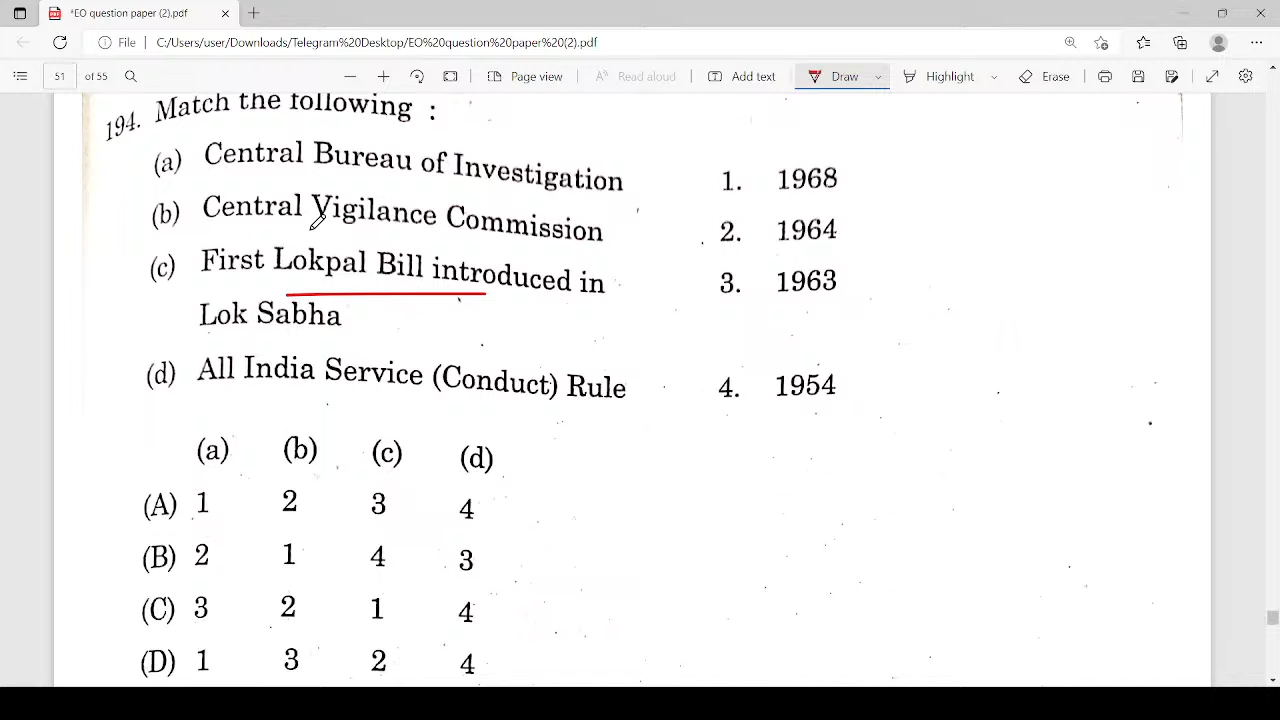 *EO question paper (2).pdf
File C:/Users/user/Downloads/Telegram%20Desktop/EO%20question%20paper%20(2).pdf
51 of 55 Page view Read aloud Add text Draw Highlight Erase
194. Match the following :
(a) Central Bureau of Investigation 1. 1968
(b) Central Vigilance Commission 2. 1964
(c) First Lokpal Bill introduced in 3. 1963
Lok Sabha
(d) All India Service (Conduct) Rule 4. 1954
(a) (b) (c) (d)
(A) 1 2 3 4
(B) 2 1 4 3
(C) 3 2 1 4
(D) 1 3 2 4